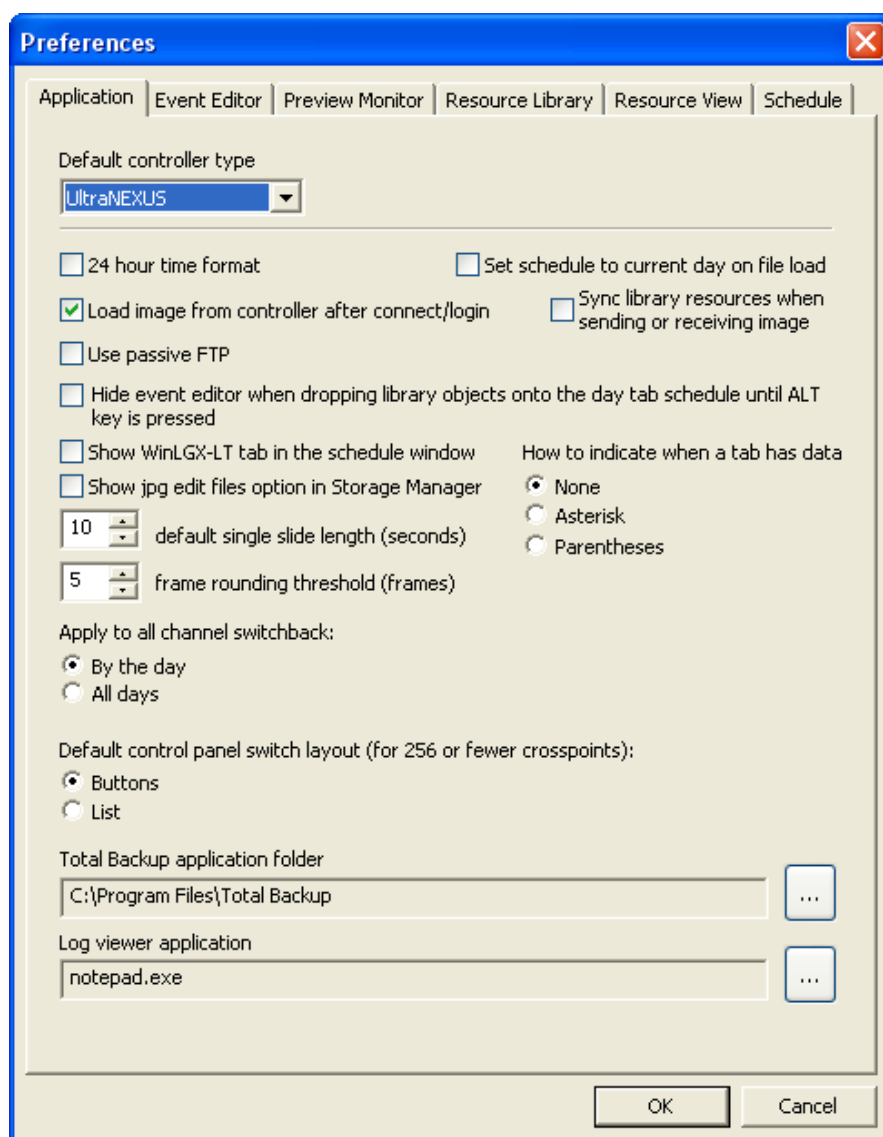 Preferences
Application Event Editor Preview Monitor Resource Library Resource View Schedule
Default controller type
UltraNEXUS
24 hour time format
Set schedule to current day on file load
Load image from controller after connect/login
Sync library resources when
sending or receiving image
Use passive FTP
Hide event editor when dropping library objects onto the day tab schedule until ALT
key is pressed
Show WinLGX-LT tab in the schedule window
How to indicate when a tab has data
Show jpg edit files option in Storage Manager
None
Asterisk
Parentheses
10 default single slide length (seconds)
5 frame rounding threshold (frames)
Apply to all channel switchback:
By the day
All days
Default control panel switch layout (for 256 or fewer crosspoints):
Buttons
List
Total Backup application folder
C:\Program Files\Total Backup
...
Log viewer application
notepad.exe
...
OK Cancel